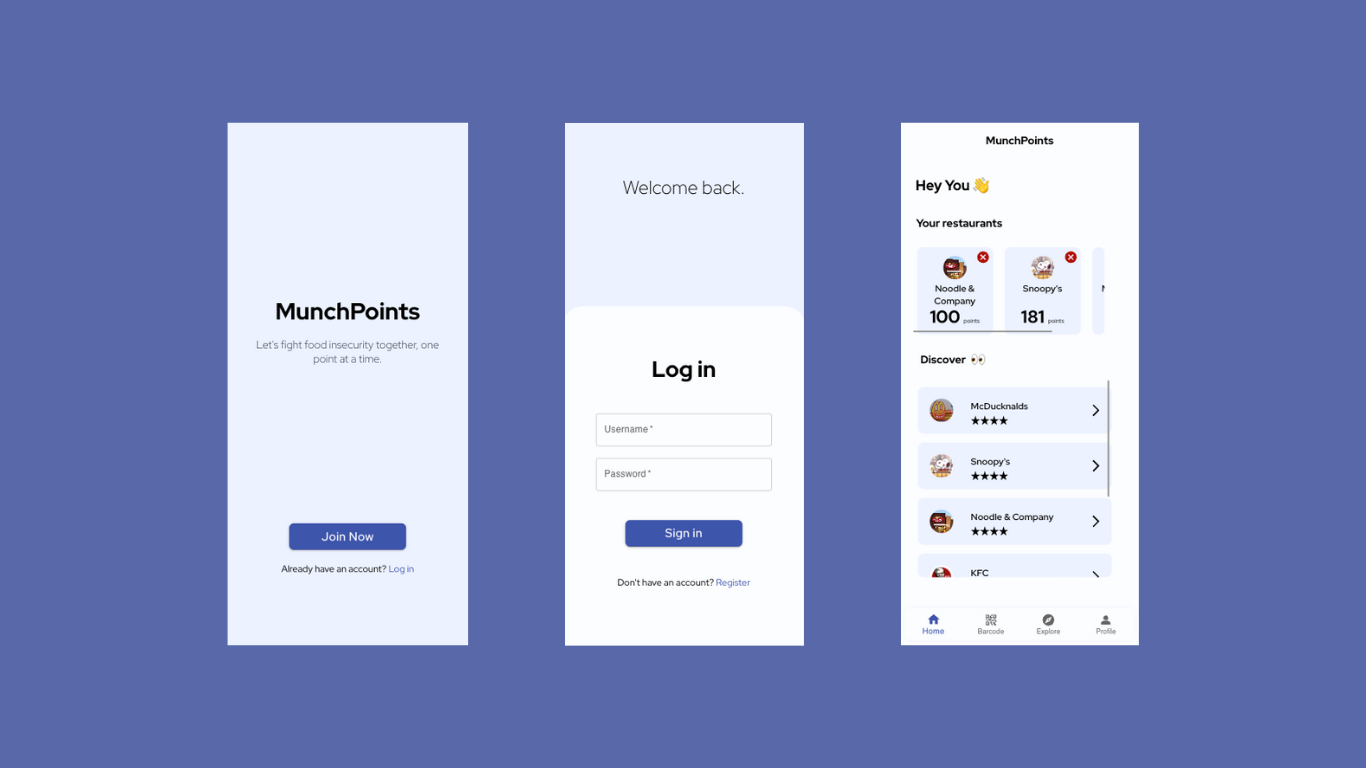 MunchPoints
Let's fight food insecurity together, one
point at a time.
Join Now
Already have an account? Log in
Welcome back.
Log in
Username *
Password *
Sign in
Don't have an account? Register
MunchPoints
Hey You 👋
Your restaurants
Noodle &
Company
100 points
Snoopy's
181 points
Discover 👀
McDucknalds
★★★★
Snoopy's
★★★★
Noodle & Company
★★★★
KFC
Home
Barcode
Explore
Profile